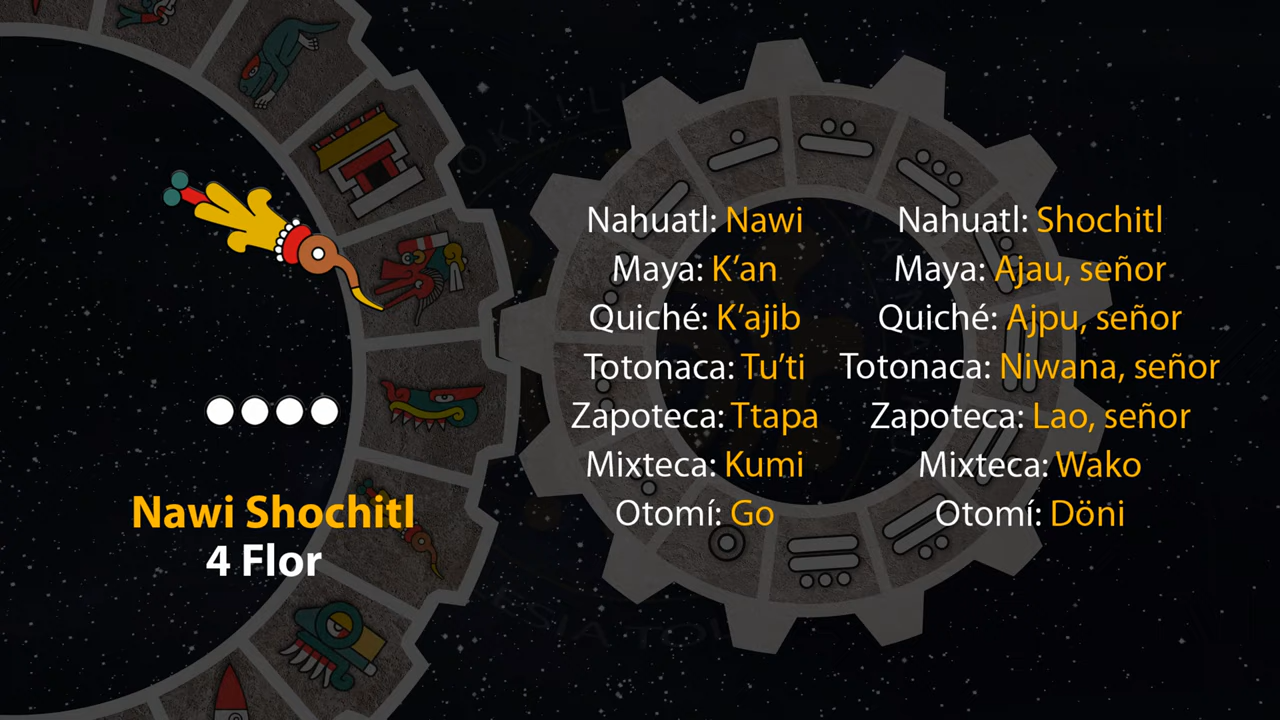 Nawi Shochitl
4 Flor
Nahuatl: Nawi
Maya: K’an
Quiché: K’ajib
Totonaca: Tu’ti
Zapoteca: Ttapa
Mixteca: Kumi
Otomí: Go
Nahuatl: Shochitl
Maya: Ajau, señor
Quiché: Ajpu, señor
Totonaca: Niwana, señor
Zapoteca: Lao, señor
Mixteca: Wako
Otomí: Döni